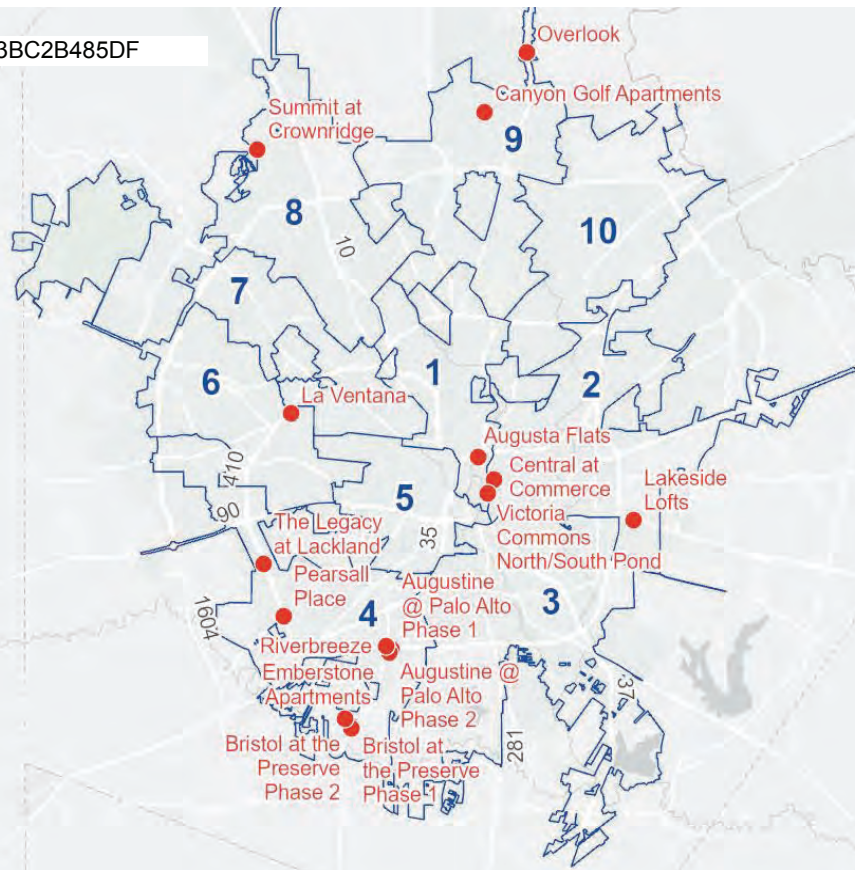 3BC2B485DF
Overlook
Canyon Golf Apartments
9
Summit at
Crownridge
8
10
10
7
6
La Ventana
1
2
Augusta Flats
Central at
Commerce
Victoria
Commons
North/South Pond
Lakeside
Lofts
410
5
90
35
The Legacy
at Lackland
Pearsall
Place
1604
4
3
Augustine
@ Palo Alto
Phase 1
Riverbreeze
Emberstone
Apartments
Augustine @
Palo Alto
Phase 2
37
281
Bristol at the
Preserve
Phase 2
Bristol at
the Preserve
Phase 1